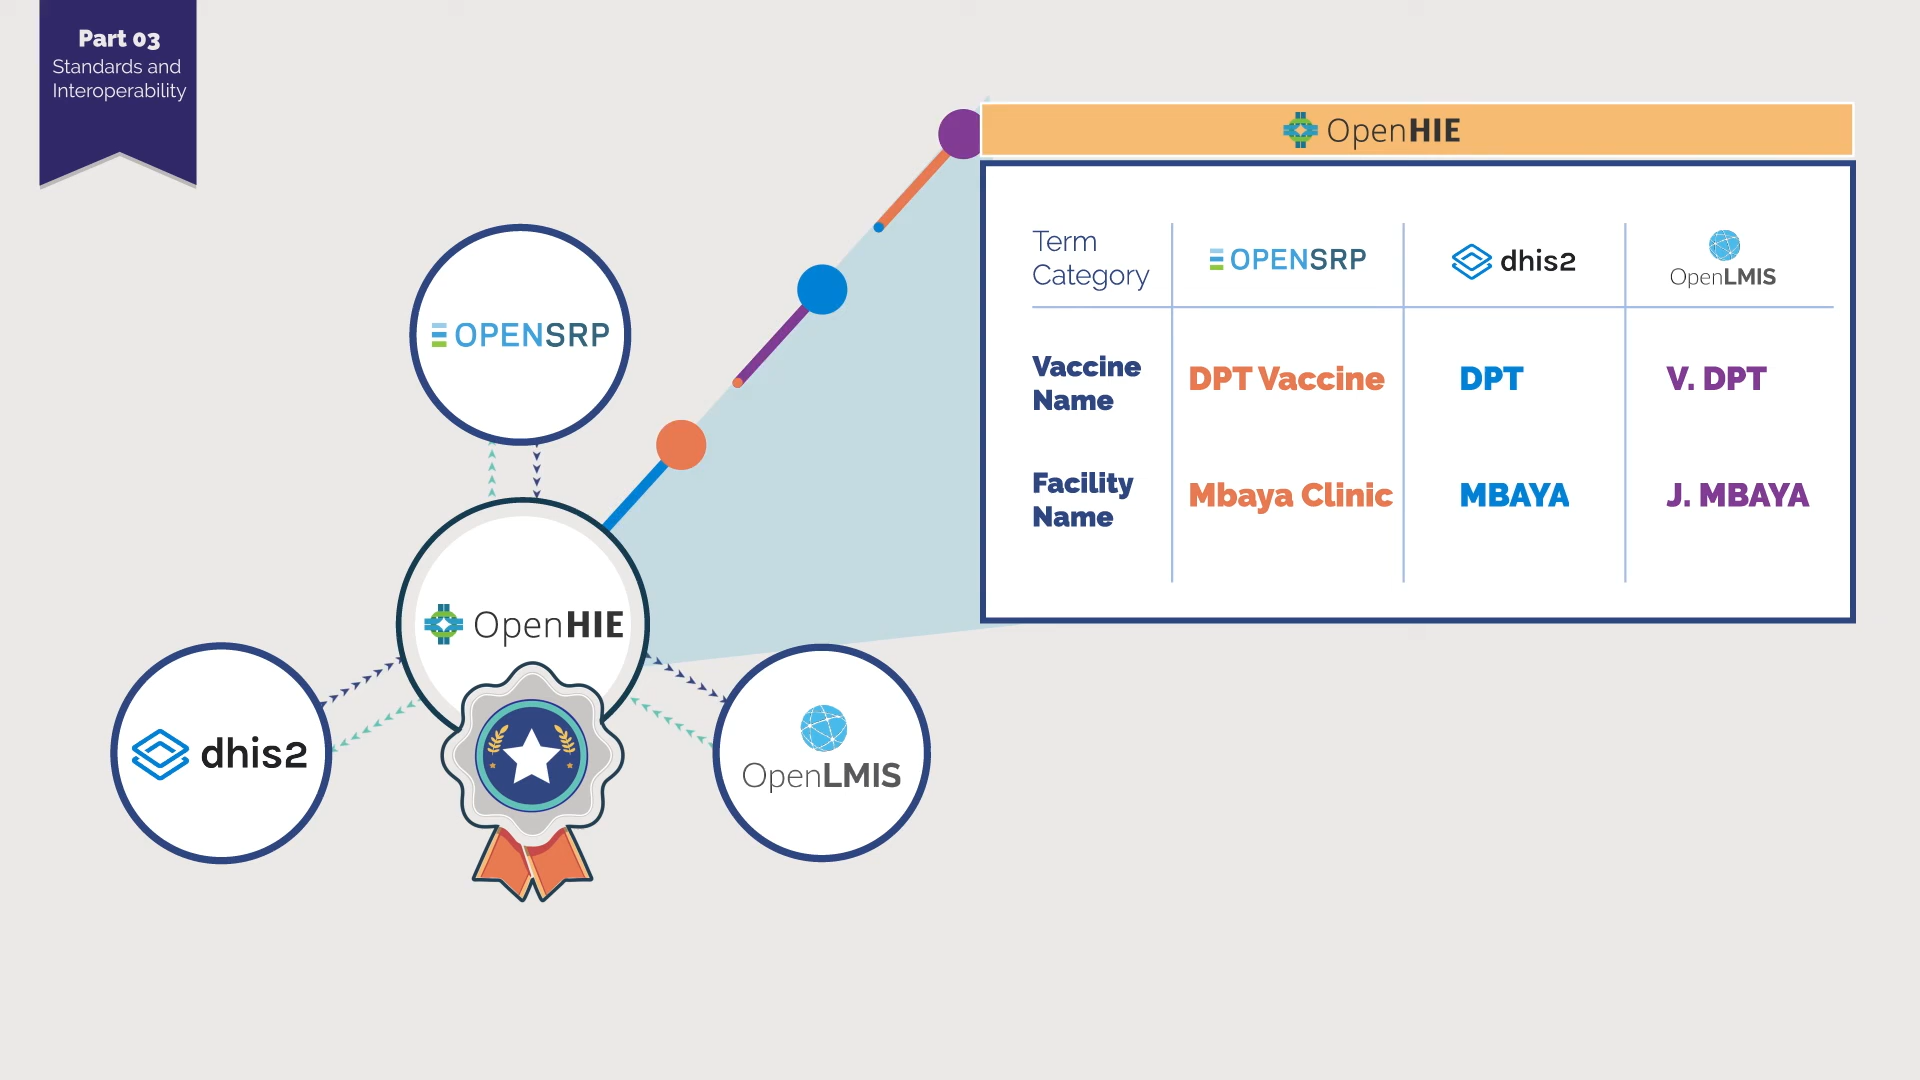 Part 03
Standards and
Interoperability
OpenHIE
Term
Category
OPENSRP
dhis2
OpenLMIS
Vaccine
Name
DPT Vaccine
DPT
V. DPT
Facility
Name
Mbaya Clinic
MBAYA
J. MBAYA
OPENSRP
OpenHIE
dhis2
OpenLMIS